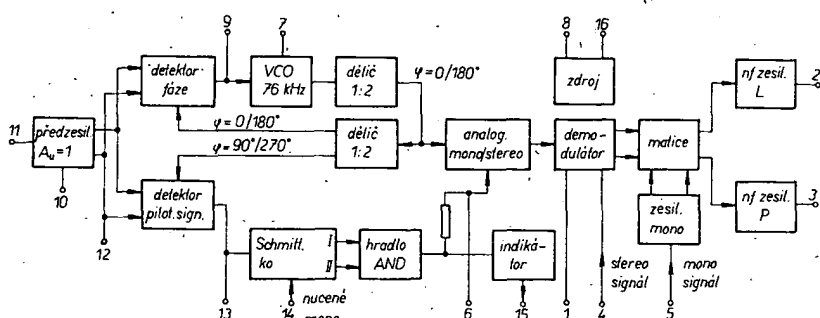 9
7
8
16
detektor
fáze
VCO
76 kHz
dělič
1:2
φ=0/180°
zdroj
nf zesil.
L
2
11
předzesil.
Au=1
φ=0/180°
φ=90°/270°
dělič
1:2
analog.
mono/stereo
demo-
dulátor
matice
10
detektor
pilot.sign.
nf zesil.
P
3
12
Schmitt.
ko
I
II
hradlo
AND
indiká-
tor
zesil.
mono
stereo
signál
mono
signál
13
14
nucené
6
15
1
4
5